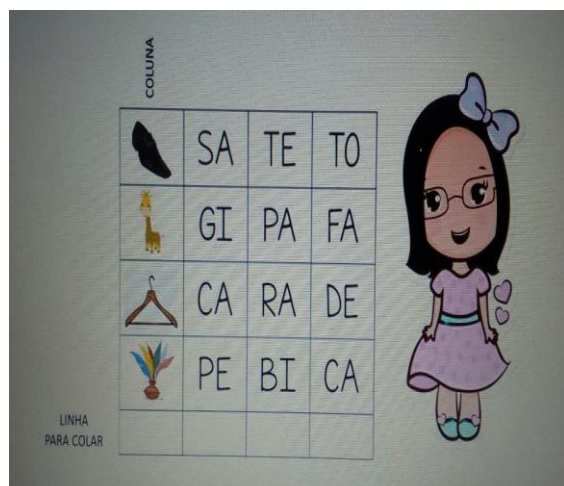 COLUNA
SA TE TO
GI PA FA
CA RA DE
PE BI CA
LINHA
PARA COLAR